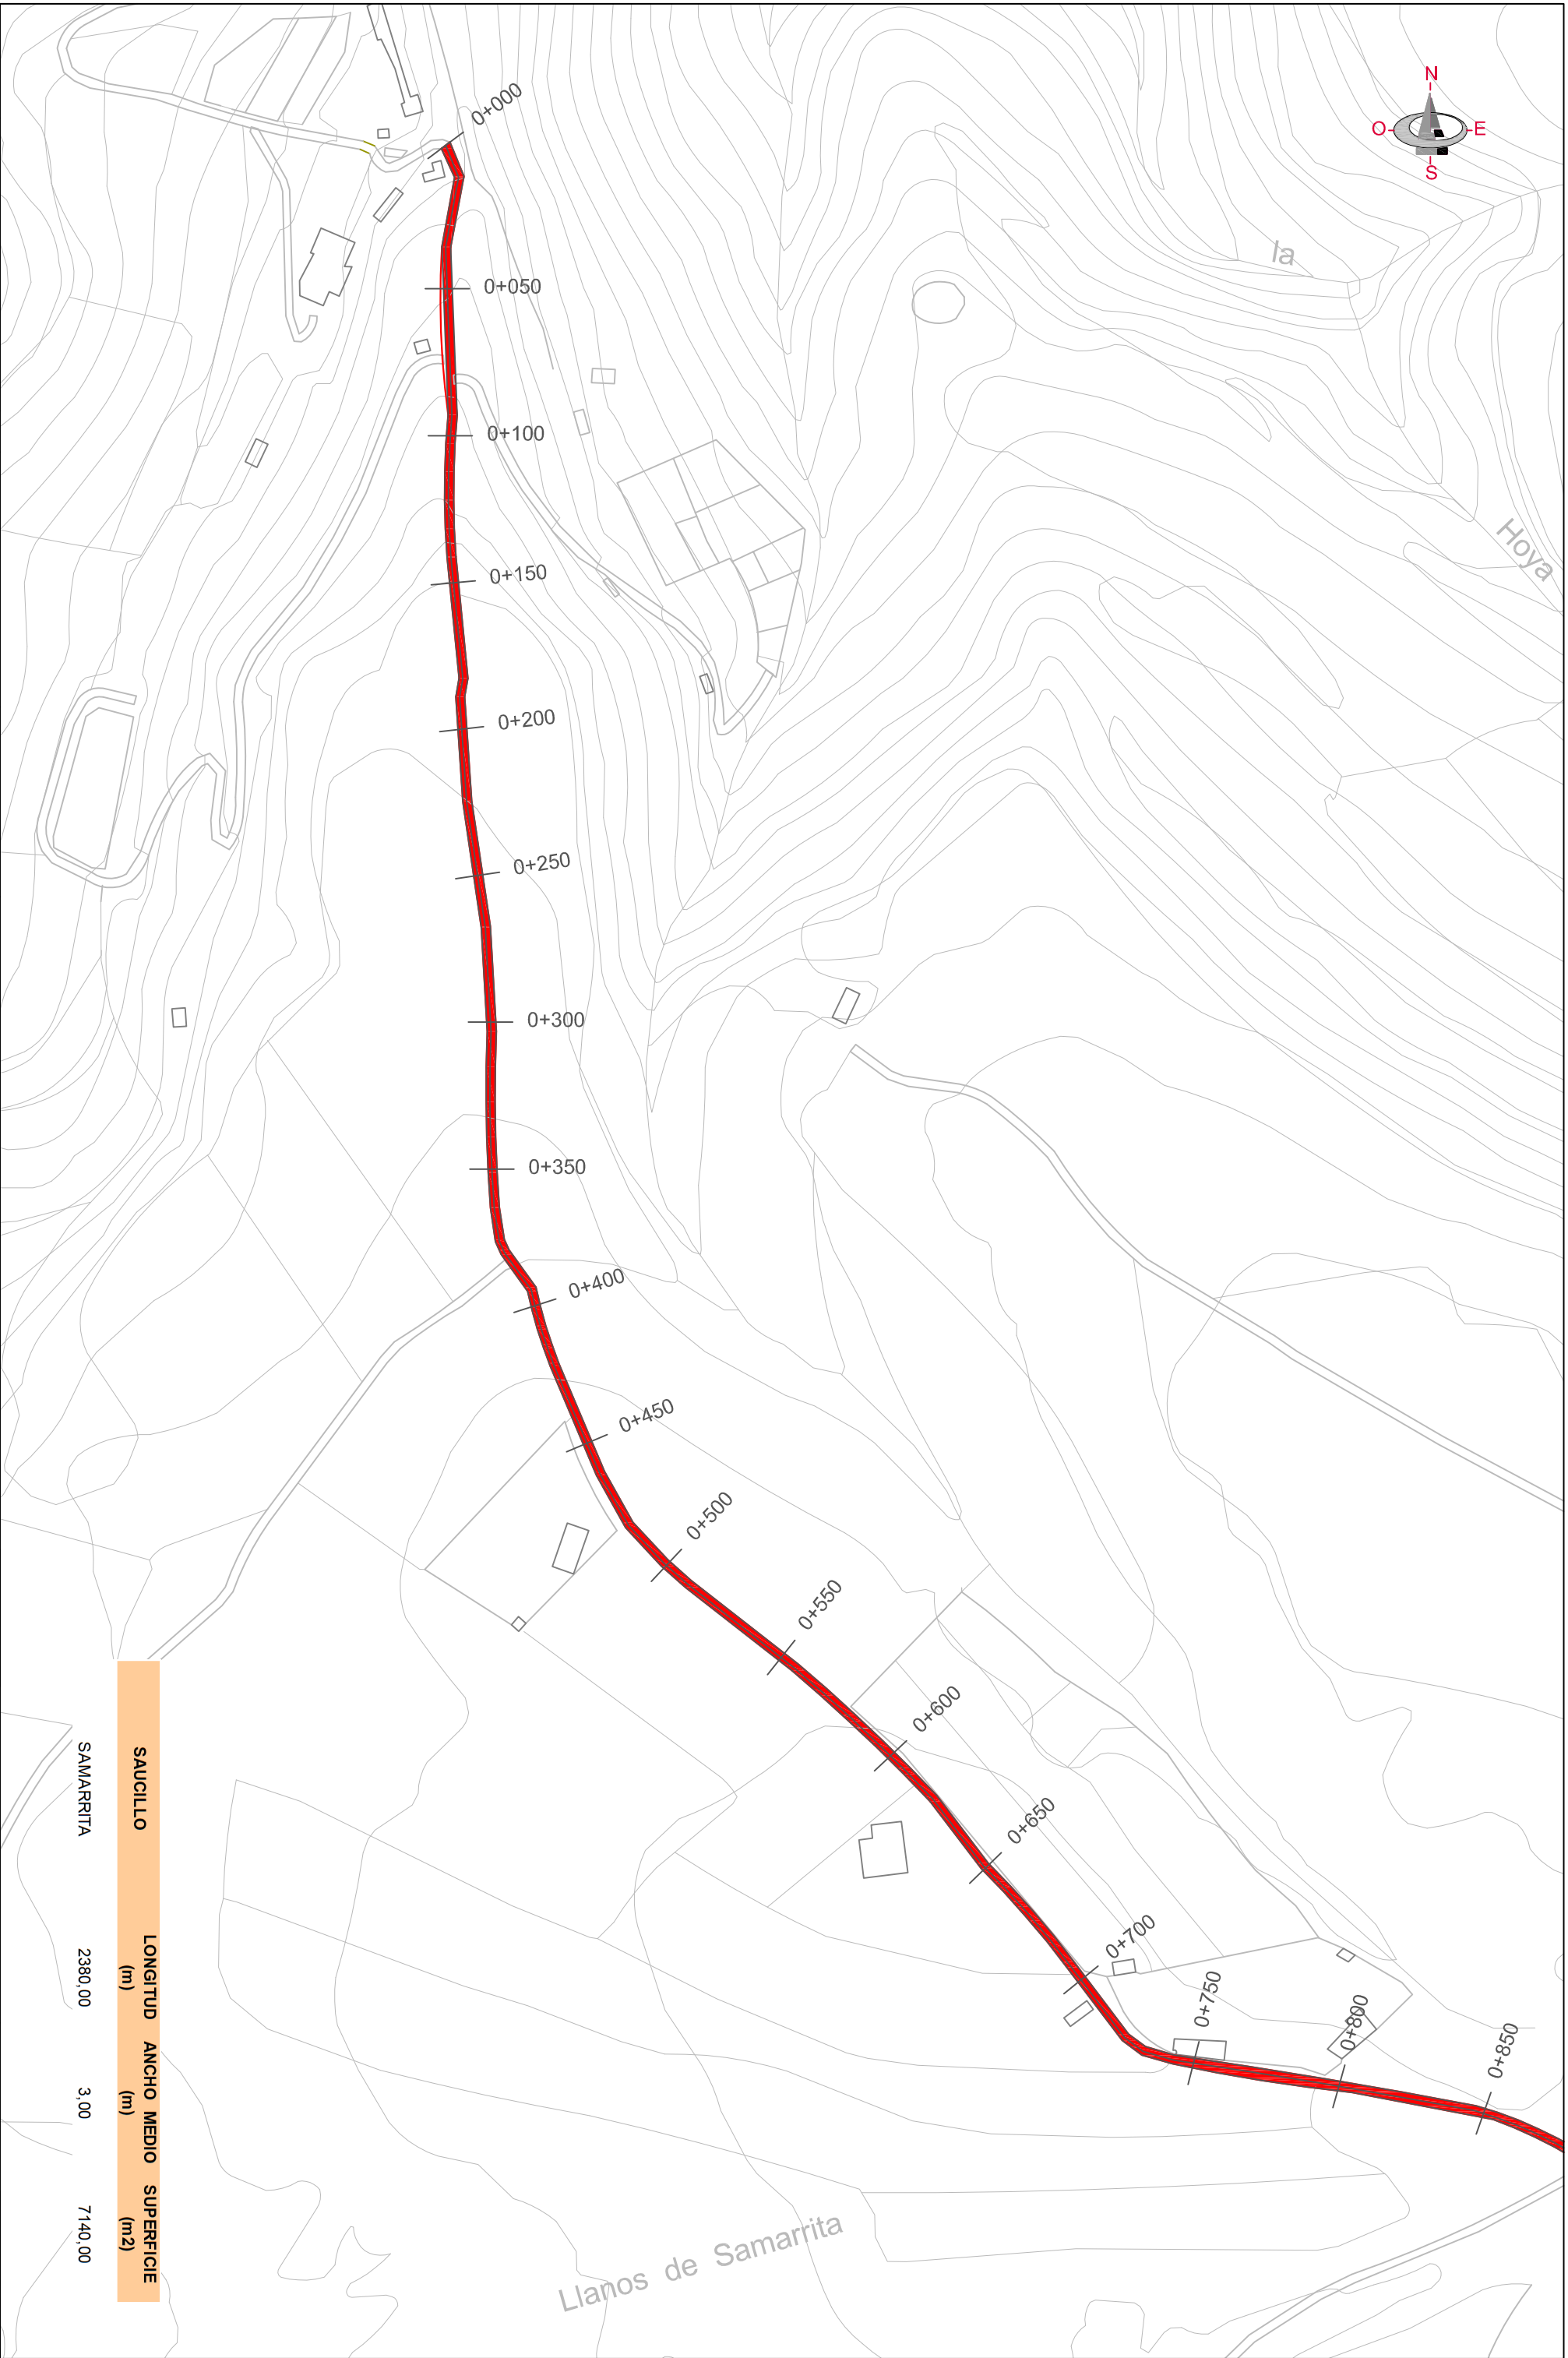 N
O
E
S
la
Hoya
0+000
0+050
0+100
0+150
0+200
0+250
0+300
0+350
0+400
0+450
0+500
0+550
0+600
0+650
0+700
0+750
0+800
0+850
Llanos de Samarrita
SAUCILLO LONGITUD (m) ANCHO MEDIO (m) SUPERFICIE (m2)
SAMARRITA 2380,00 3,00 7140,00